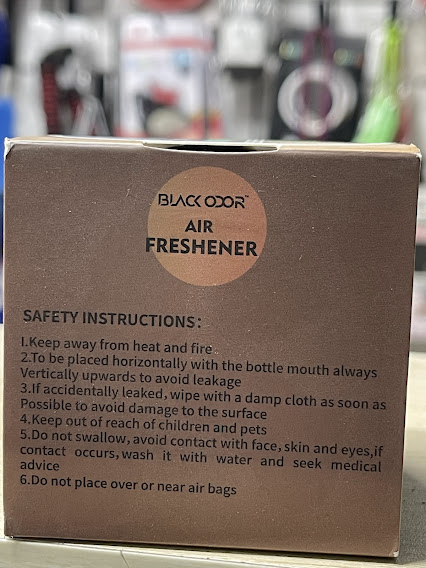 BLACK ODOR™
AIR
FRESHENER
SAFETY INSTRUCTIONS:
1.Keep away from heat and fire
2.To be placed horizontally with the bottle mouth always
Vertically upwards to avoid leakage
3.If accidentally leaked, wipe with a damp cloth as soon as
Possible to avoid damage to the surface
4.Keep out of reach of children and pets
5.Do not swallow, avoid contact with face, skin and eyes,if
contact occurs,wash it with water and seek medical
advice
6.Do not place over or near air bags